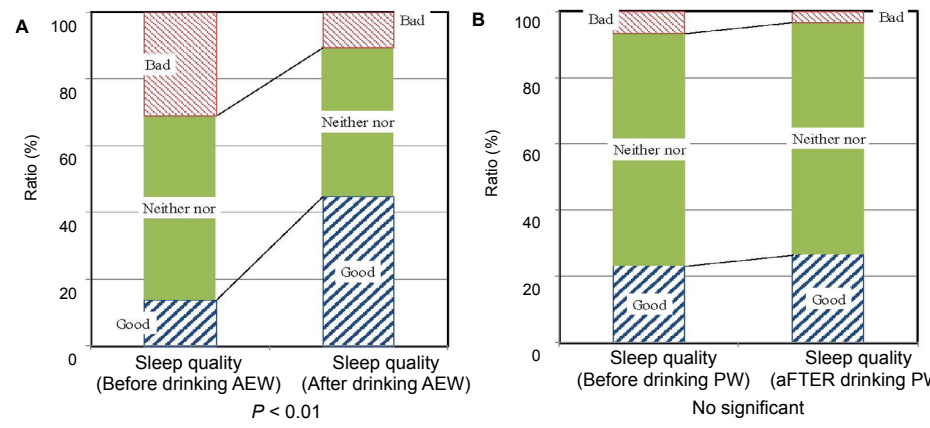 A
Ratio (%)
100
80
60
40
20
0
Bad
Neither nor
Good
Bad
Neither nor
Good
Sleep quality
(Before drinking AEW)
Sleep quality
(After drinking AEW)
P < 0.01
B
Ratio (%)
100
80
60
40
20
0
Bad
Neither nor
Good
Bad
Neither nor
Good
Sleep quality
(Before drinking PW)
Sleep quality
(aFTER drinking PW
No significant